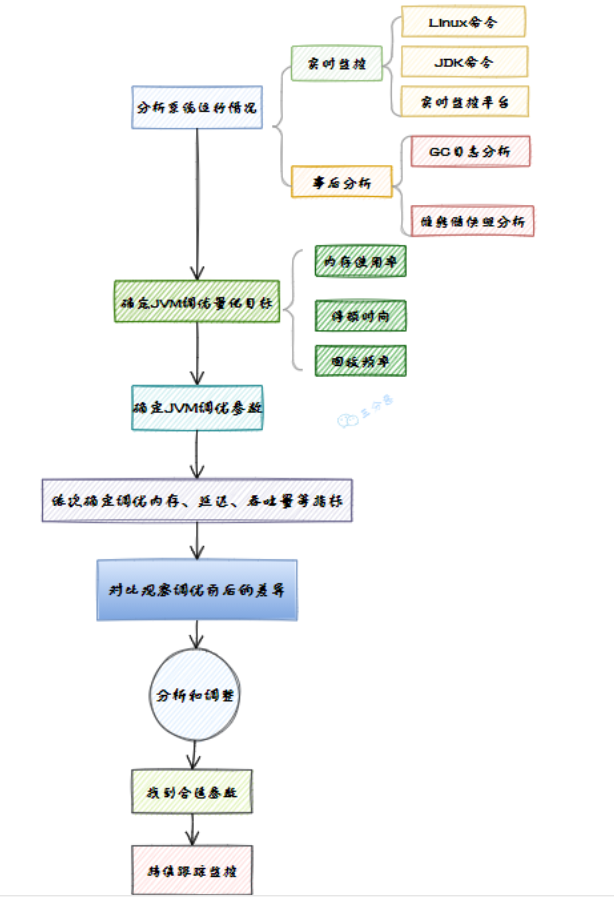 Linux命令
实时监控
JDK命令
实时监控平台
分析系统运行情况
GC日志分析
事后分析
堆转储快照分析
内存使用率
确定JVM调优量化目标
停顿时间
回收频率
确定JVM调优参数
三分恶
依次确定调优内存、延迟、吞吐量等指标
对比观察调优前后的差异
分析和调整
找到合适参数
持续跟踪监控